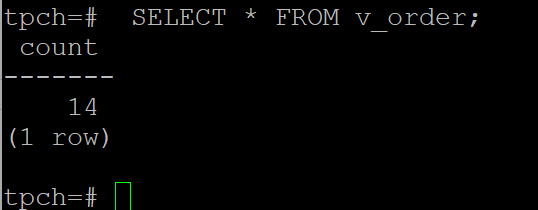 tpch=#  SELECT * FROM v_order;
 count
-------
    14
(1 row)
tpch=#